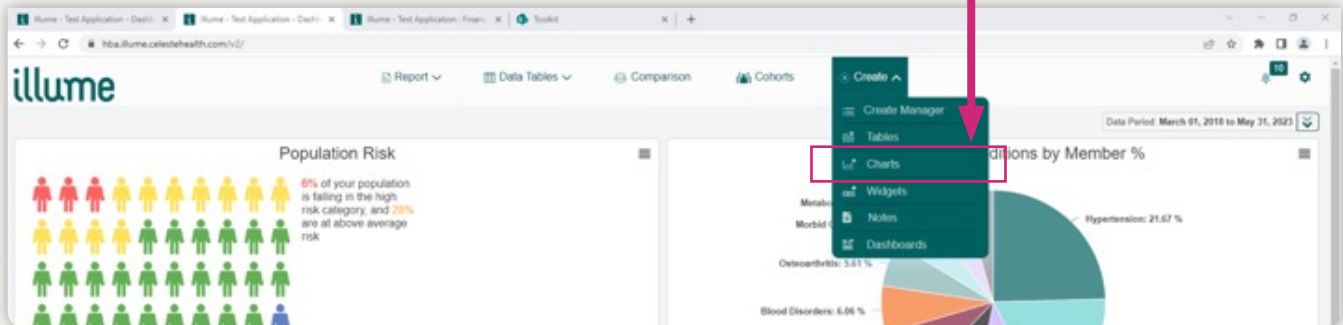 illume - Test Application - Dashb
illume - Test Application - Dashb
illume - Test Application : Financ
Toolkit
hba.illume.celestehealth.com/v2/
illume
Report
Data Tables
Comparison
Cohorts
Create
10
Create Manager
Tables
Charts
Widgets
Notes
Dashboards
Data Period: March 01, 2018 to May 31, 2023
Population Risk
6% of your population
is falling in the high
risk category, and 28%
are at above average
risk
ditions by Member %
Metabo
Morbid
Osteoarthritis: 5.61 %
Blood Disorders: 6.06 %
Hypertension: 21.67 %